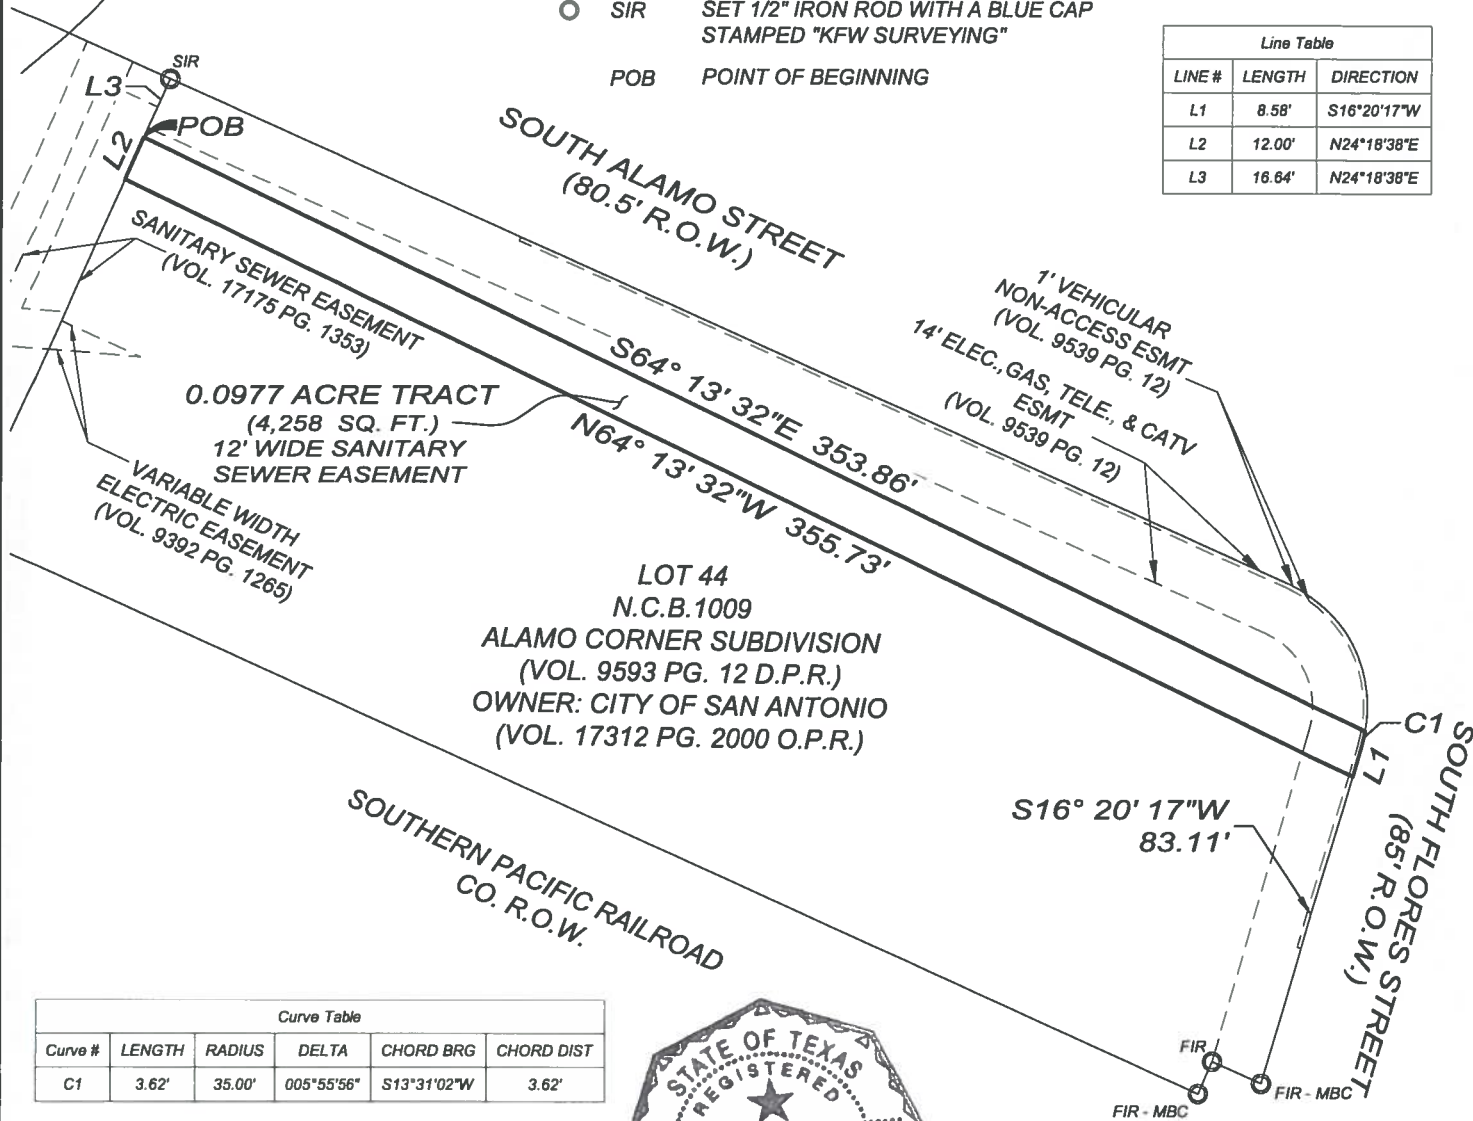 SIR SET 1/2" IRON ROD WITH A BLUE CAP
STAMPED "KFW SURVEYING"
POB POINT OF BEGINNING
Line Table
LINE # LENGTH DIRECTION
L1 8.58' S16°20'17"W
L2 12.00' N24°18'38"E
L3 16.64' N24°18'38"E
SIR
L3
POB
L2
SOUTH ALAMO STREET
(80.5' R.O.W.)
SANITARY SEWER EASEMENT
(VOL. 17175 PG. 1353)
1' VEHICULAR
NON-ACCESS ESMT
(VOL. 9539 PG. 12)
14' ELEC., GAS, TELE., & CATV
ESMT
(VOL. 9539 PG. 12)
S64° 13' 32"E 353.86'
N64° 13' 32"W 355.73'
0.0977 ACRE TRACT
(4,258 SQ. FT.)
12' WIDE SANITARY
SEWER EASEMENT
VARIABLE WIDTH
ELECTRIC EASEMENT
(VOL. 9392 PG. 1265)
LOT 44
N.C.B.1009
ALAMO CORNER SUBDIVISION
(VOL. 9593 PG. 12 D.P.R.)
OWNER: CITY OF SAN ANTONIO
(VOL. 17312 PG. 2000 O.P.R.)
C1
L1
S16° 20' 17"W
83.11'
SOUTH FLORES STREET
(85' R.O.W.)
SOUTHERN PACIFIC RAILROAD
CO. R.O.W.
Curve Table
Curve # LENGTH RADIUS DELTA CHORD BRG CHORD DIST
C1 3.62' 35.00' 005°55'56" S13°31'02"W 3.62'
STATE OF TEXAS
REGISTERED
FIR
FIR - MBC
FIR - MBC